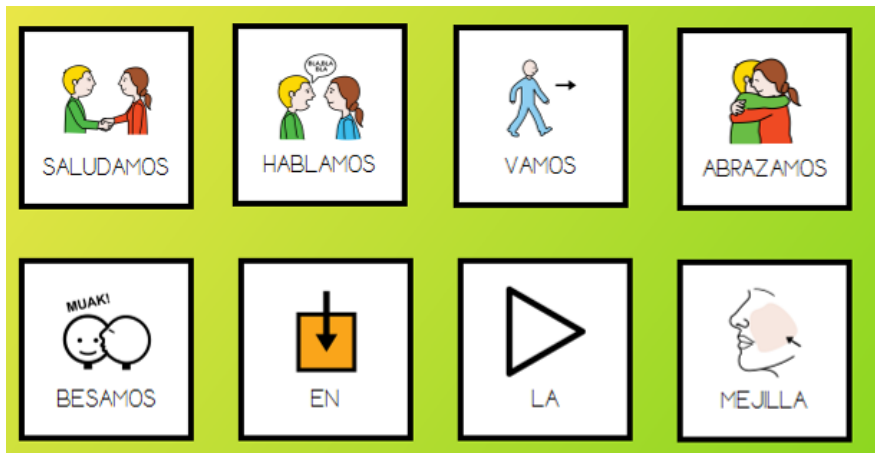 BLA,BLA
BLA
SALUDAMOS
HABLAMOS
VAMOS
ABRAZAMOS
MUAK!
BESAMOS
EN
LA
MEJILLA